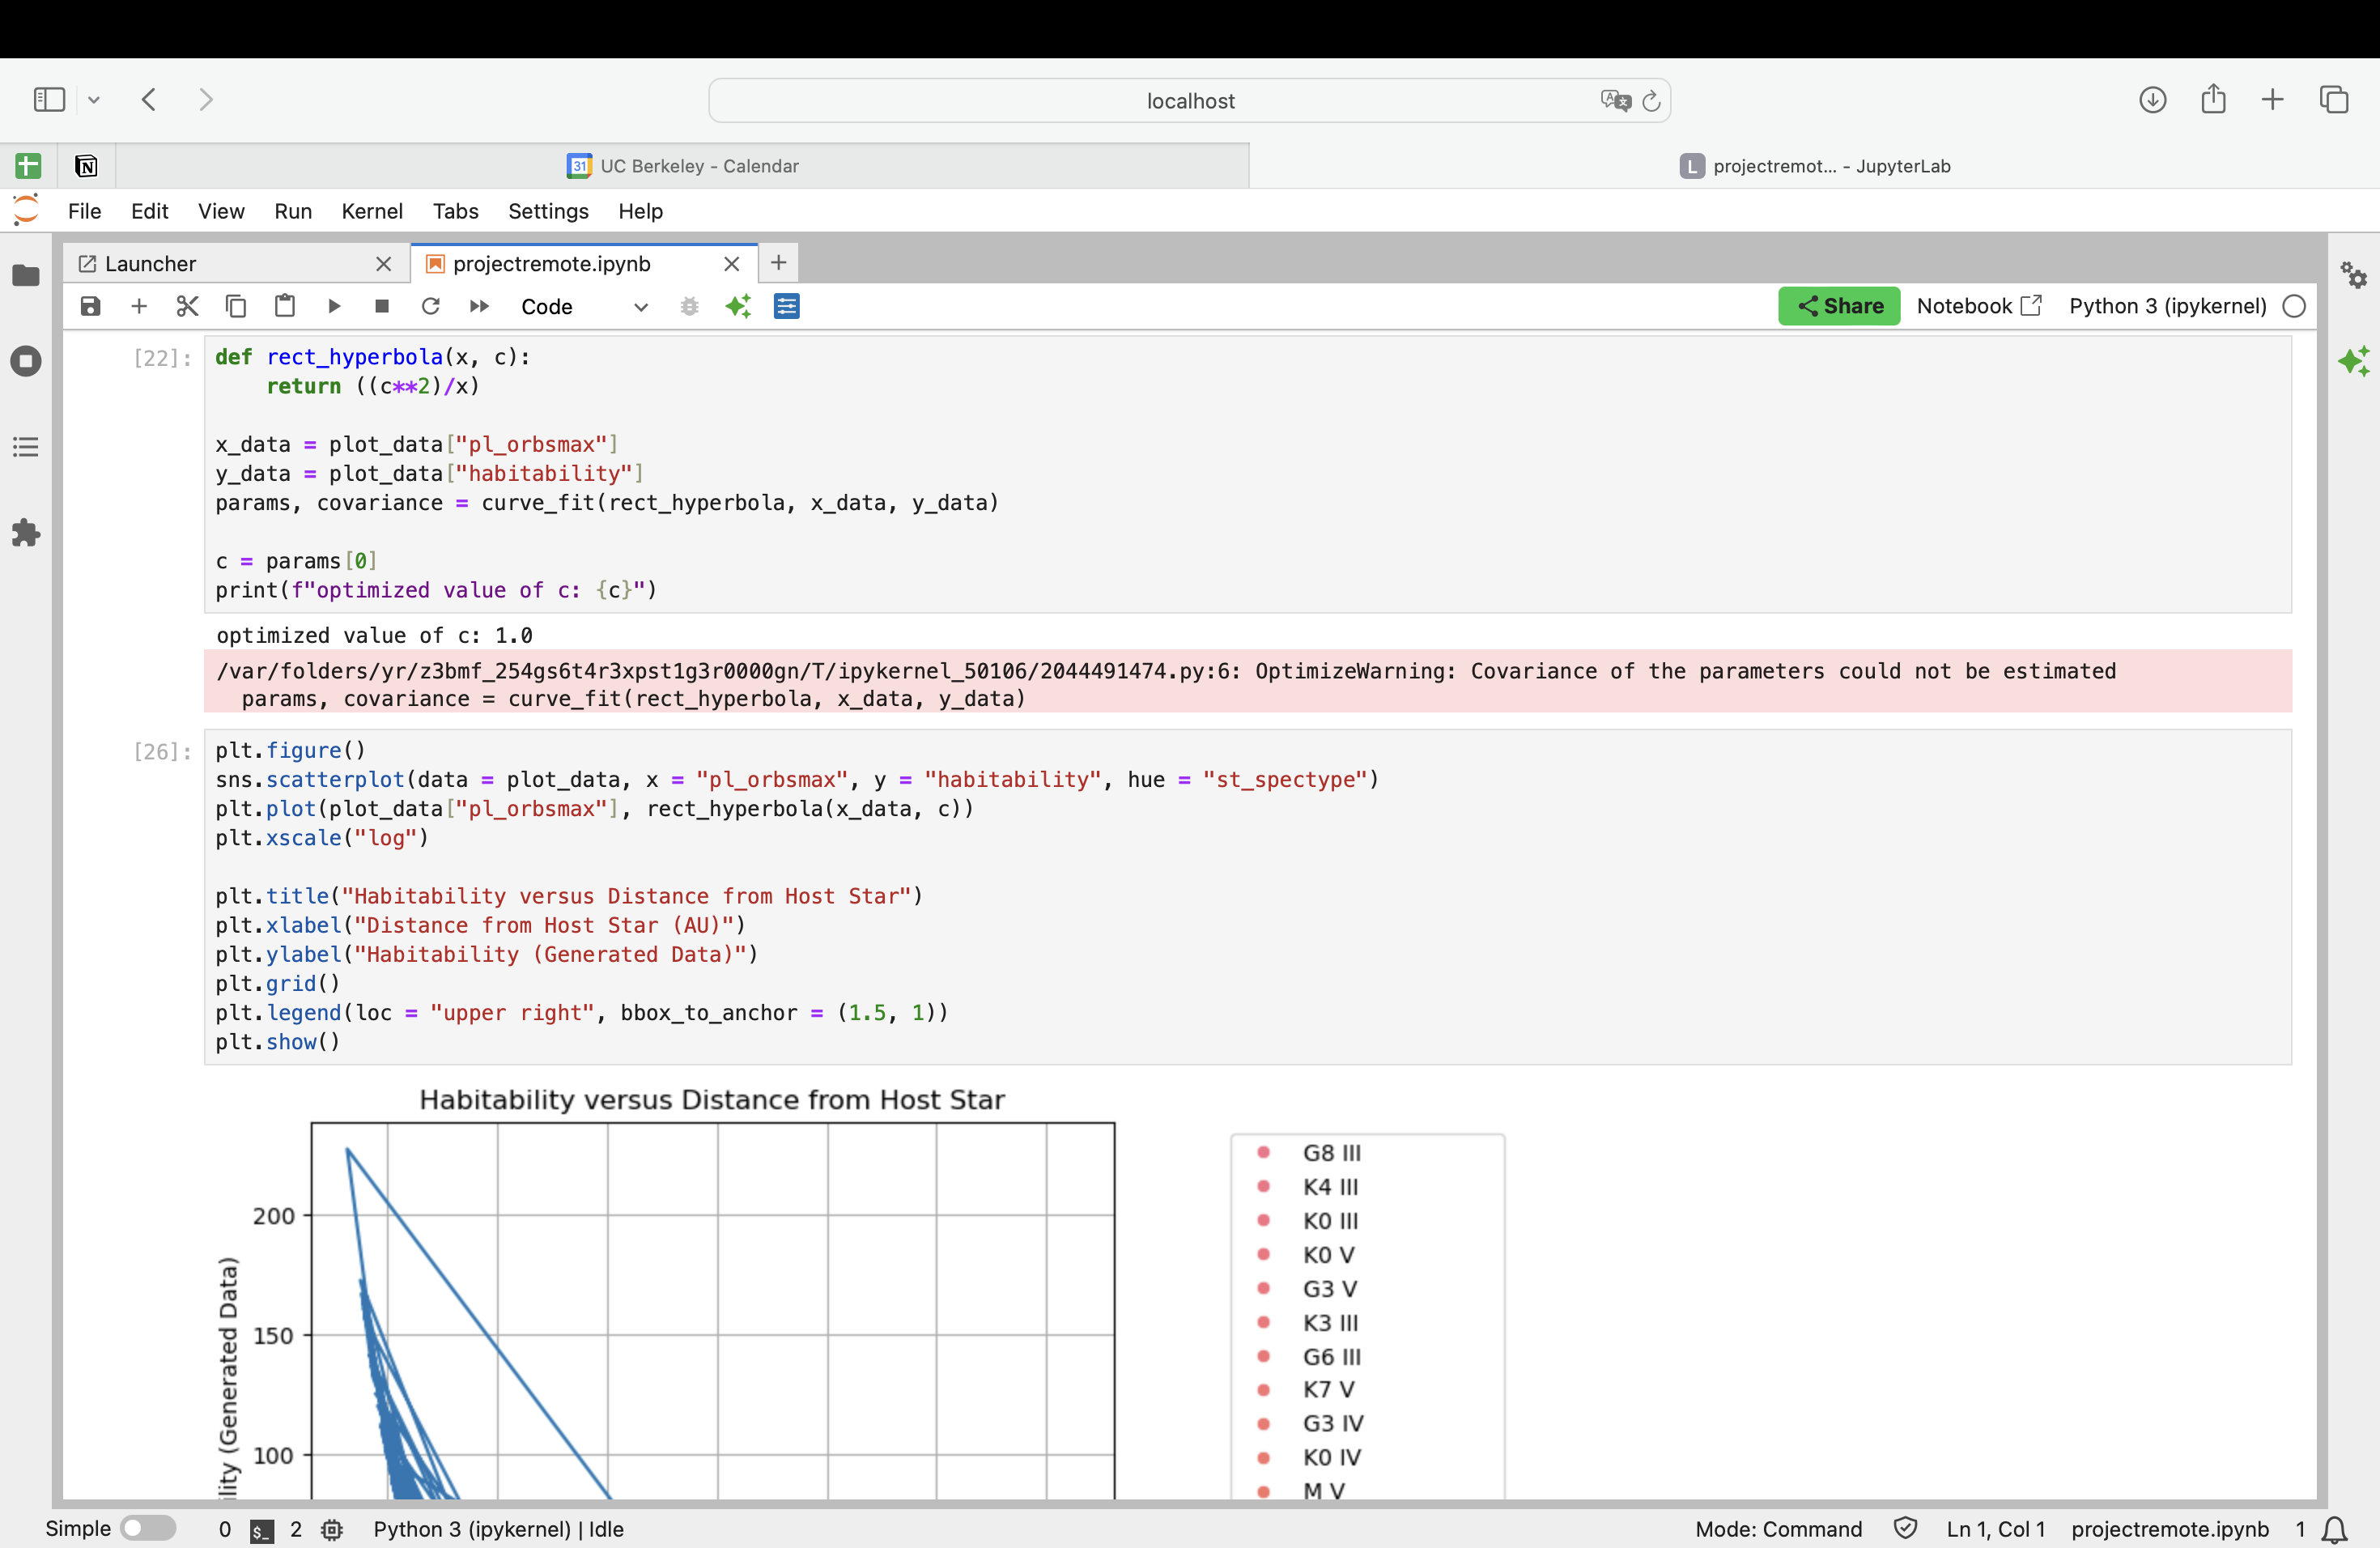 localhost
UC Berkeley - Calendar
L projectremot... - JupyterLab
File Edit View Run Kernel Tabs Settings Help
Launcher
projectremote.ipynb
Code
Share Notebook Python 3 (ipykernel)
[22]:
def rect_hyperbola(x, c):
    return ((c**2)/x)
x_data = plot_data["pl_orbsmax"]
y_data = plot_data["habitability"]
params, covariance = curve_fit(rect_hyperbola, x_data, y_data)
c = params[0]
print(f"optimized value of c: {c}")
optimized value of c: 1.0
/var/folders/yr/z3bmf_254gs6t4r3xpst1g3r0000gn/T/ipykernel_50106/2044491474.py:6: OptimizeWarning: Covariance of the parameters could not be estimated
  params, covariance = curve_fit(rect_hyperbola, x_data, y_data)
[26]:
plt.figure()
sns.scatterplot(data = plot_data, x = "pl_orbsmax", y = "habitability", hue = "st_spectype")
plt.plot(plot_data["pl_orbsmax"], rect_hyperbola(x_data, c))
plt.xscale("log")
plt.title("Habitability versus Distance from Host Star")
plt.xlabel("Distance from Host Star (AU)")
plt.ylabel("Habitability (Generated Data)")
plt.grid()
plt.legend(loc = "upper right", bbox_to_anchor = (1.5, 1))
plt.show()
Habitability versus Distance from Host Star
200
150
100
ility (Generated Data)
G8 III
K4 III
K0 III
K0 V
G3 V
K3 III
G6 III
K7 V
G3 IV
K0 IV
M V
Simple 0 $_ 2 Python 3 (ipykernel) | Idle
Mode: Command Ln 1, Col 1 projectremote.ipynb 1